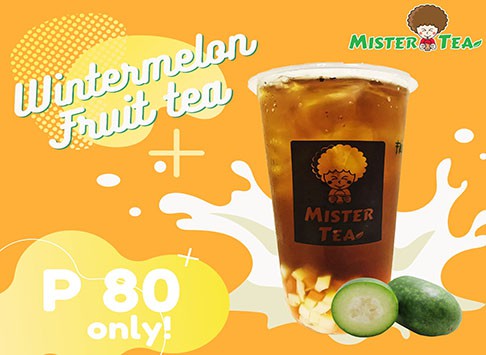 Wintermelon
Fruit tea
MISTER TEA
MISTER
TEA
P 80
only!